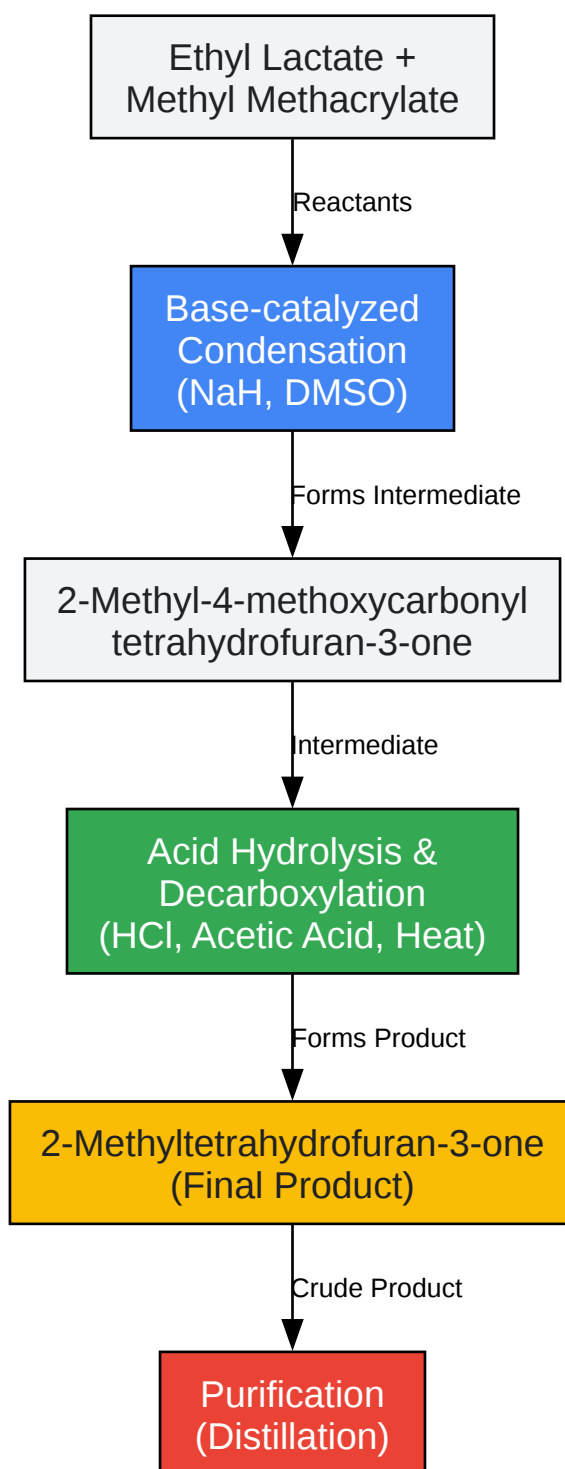 Ethyl Lactate +
Methyl Methacrylate
Reactants
Base-catalyzed
Condensation
(NaH, DMSO)
Forms Intermediate
2-Methyl-4-methoxycarbonyl
tetrahydrofuran-3-one
Intermediate
Acid Hydrolysis &
Decarboxylation
(HCl, Acetic Acid, Heat)
Forms Product
2-Methyltetrahydrofuran-3-one
(Final Product)
Crude Product
Purification
(Distillation)